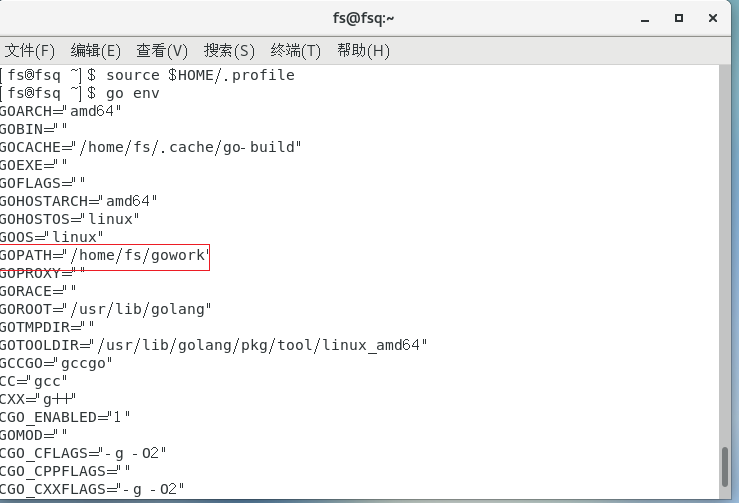 fs@fsq:~
文件(F) 编辑(E) 查看(V) 搜索(S) 终端(T) 帮助(H)
[fs@fsq ~]$ source $HOME/.profile
[fs@fsq ~]$ go env
GOARCH="amd64"
GOBIN=""
GOCACHE="/home/fs/.cache/go-build"
GOEXE=""
GOFLAGS=""
GOHOSTARCH="amd64"
GOHOSTOS="linux"
GOOS="linux"
GOPATH="/home/fs/gowork"
GOPROXY=""
GORACE=""
GOROOT="/usr/lib/golang"
GOTMPDIR=""
GOTOOLDIR="/usr/lib/golang/pkg/tool/linux_amd64"
GCCGO="gccgo"
CC="gcc"
CXX="g++"
CGO_ENABLED="1"
GOMOD=""
CGO_CFLAGS="-g -O2"
CGO_CPPFLAGS=""
CGO_CXXFLAGS="-g -O2"